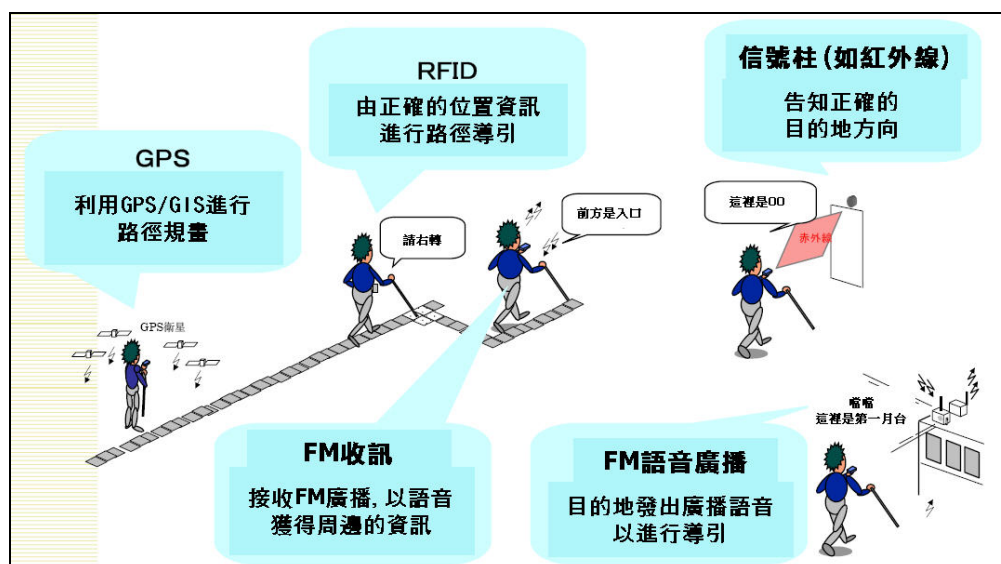 RFID
由正確的位置資訊
進行路徑導引
信號柱(如紅外線)
告知正確的
目的地方向
GPS
利用GPS/GIS進行
路徑規畫
請右轉
前方是入口
這裡是OO
赤外線
GPS衛星
FM收訊
接收FM廣播,以語音
獲得周邊的資訊
FM語音廣播
目的地發出廣播語音
以進行導引
噹噹
這裡是第一月台